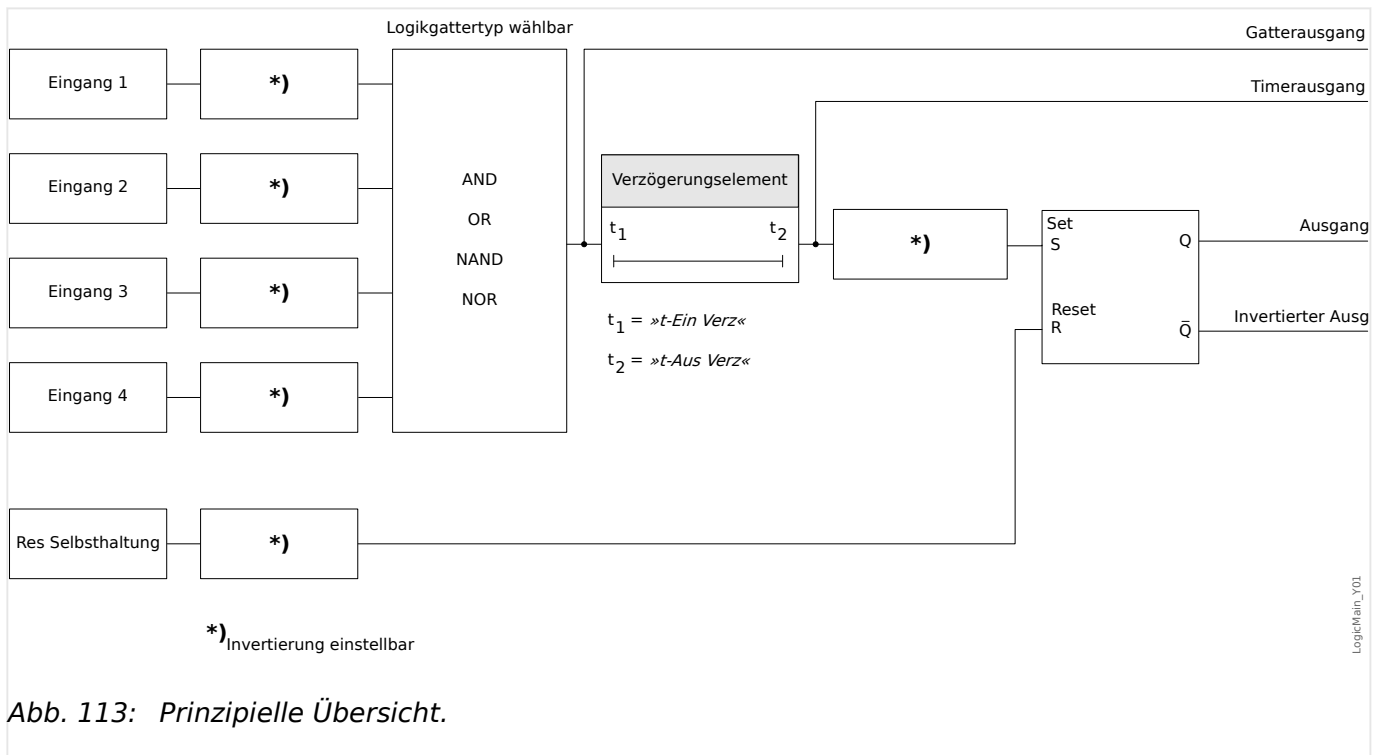 Logikgattertyp wählbar
Gatterausgang
Timerausgang
Eingang 1
*)
Eingang 2
*)
AND
OR
NAND
NOR
Verzögerungselement
t1
t2
*)
Set
S
Q
Ausgang
Eingang 3
*)
t1 = »t-Ein Verz«
t2 = »t-Aus Verz«
Reset
R
Q̅
Invertierter Ausg
Eingang 4
*)
Res Selbsthaltung
*)
*) Invertierung einstellbar
LogicMain_Y01
Abb. 113: Prinzipielle Übersicht.